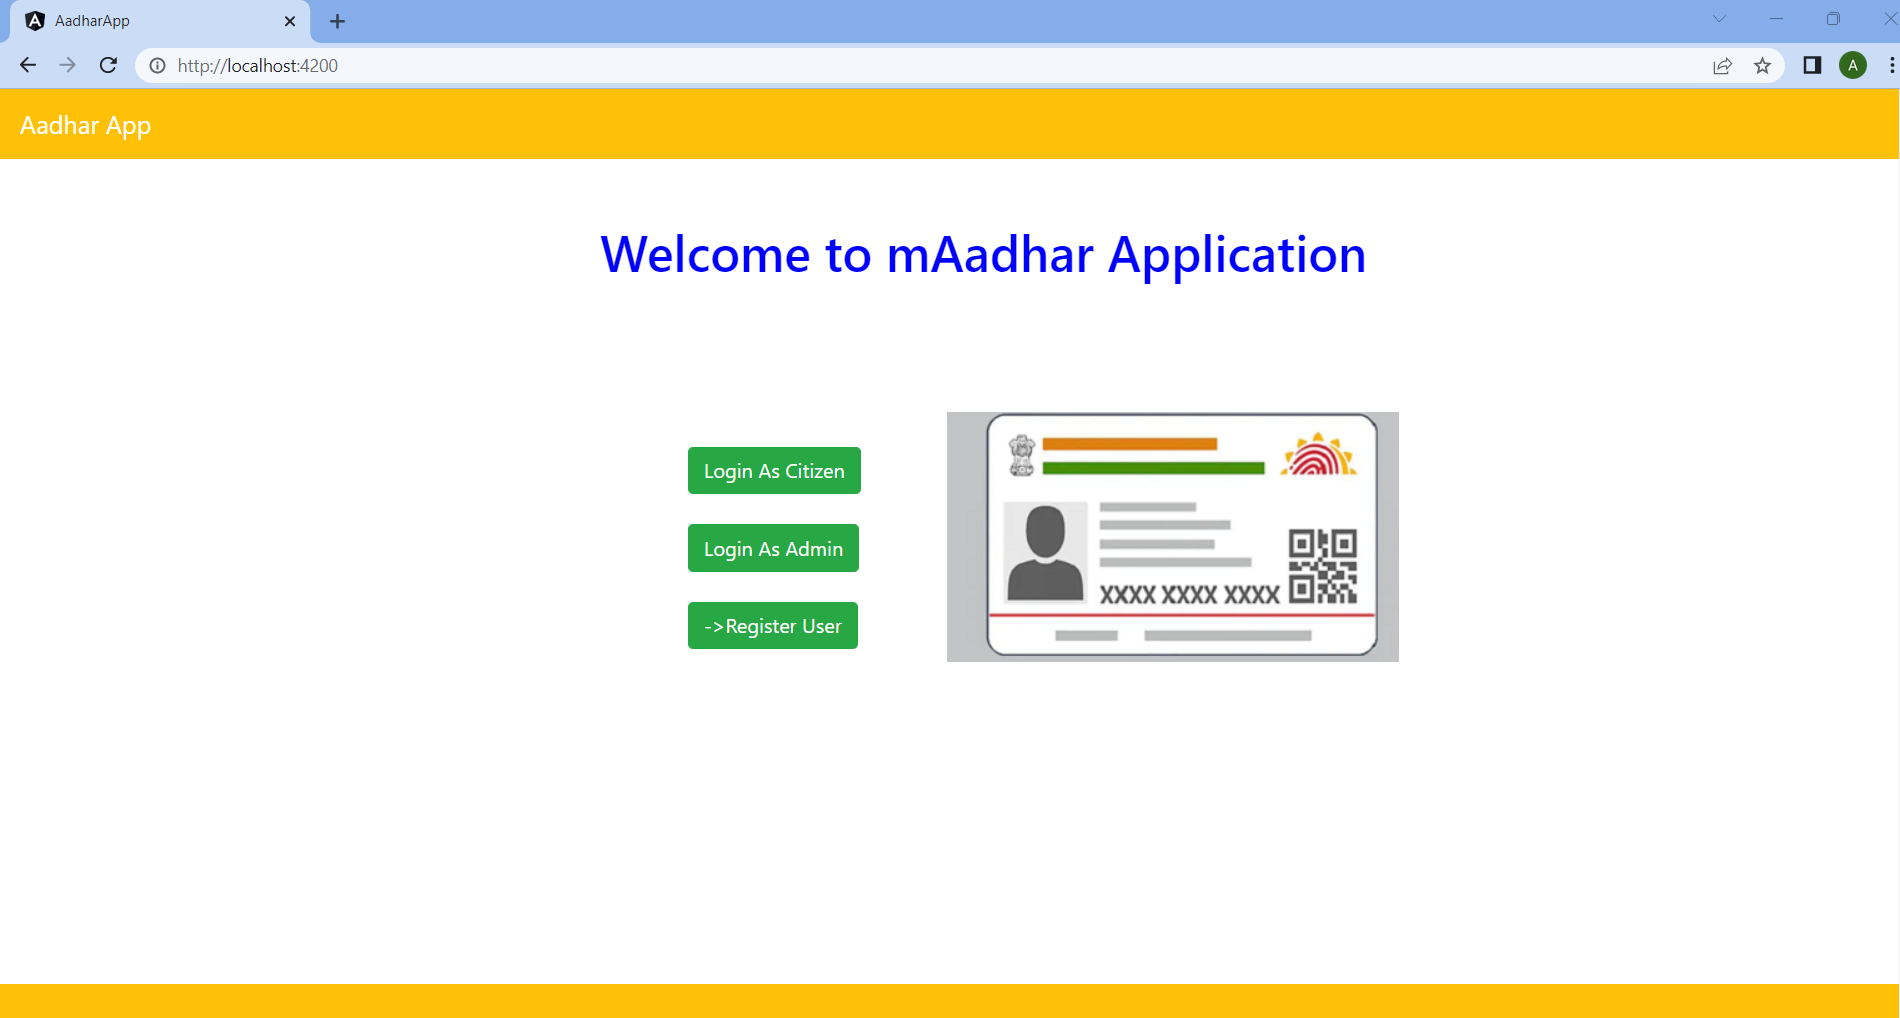 AadharApp
http://localhost:4200
A
Aadhar App
Welcome to mAadhar Application
Login As Citizen
Login As Admin
->Register User
XXXX XXXX XXXX